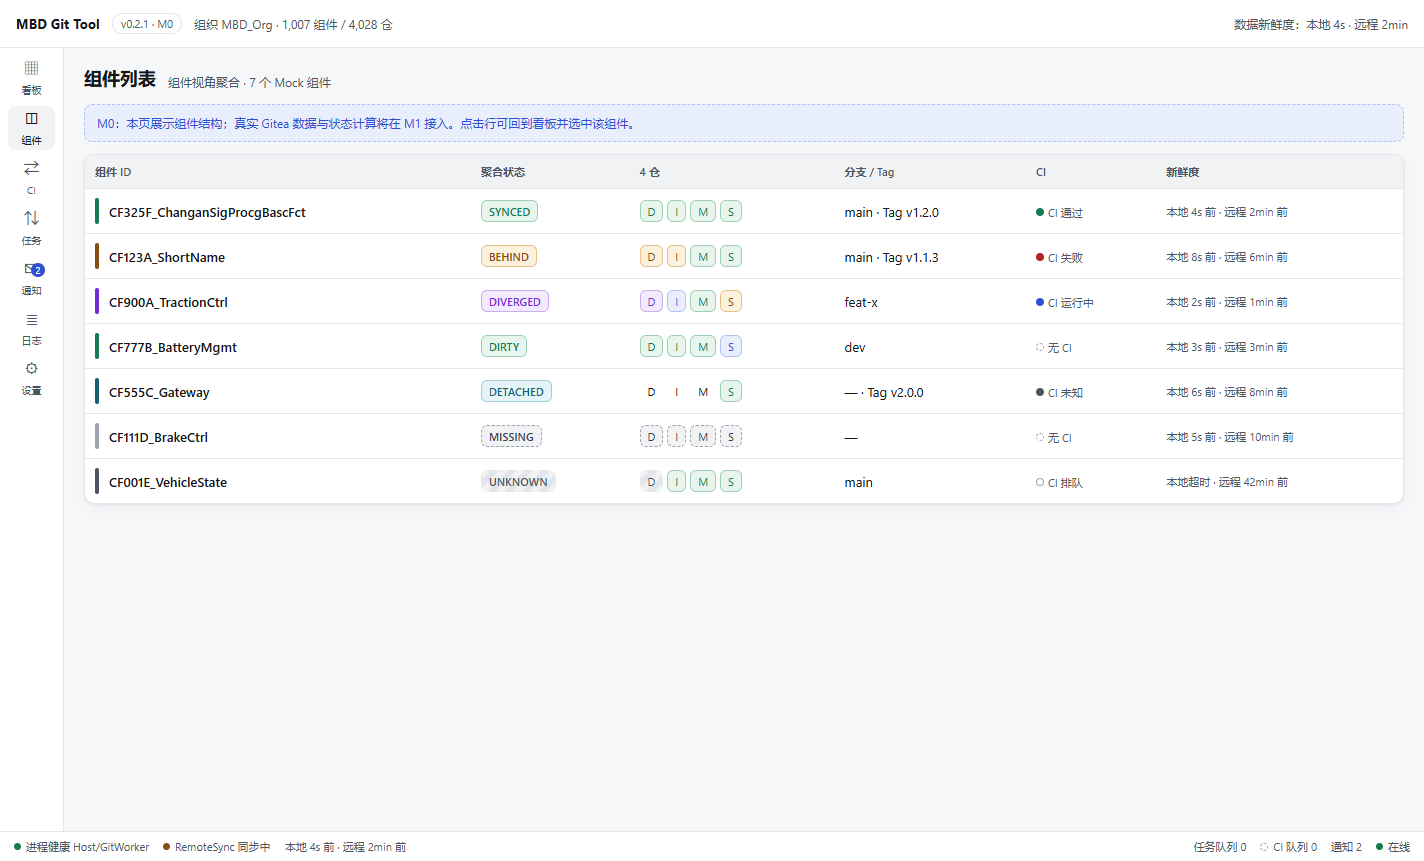 MBD Git Tool v0.2.1 · M0 组织 MBD_Org · 1,007 组件 / 4,028 仓 数据新鲜度：本地 4s · 远程 2min
看板
组件
CI
任务
2
通知
日志
设置
组件列表 组件视角聚合 · 7 个 Mock 组件
M0：本页展示组件结构；真实 Gitea 数据与状态计算将在 M1 接入。点击行可回到看板并选中该组件。
组件 ID 聚合状态 4 仓 分支 / Tag CI 新鲜度
CF325F_ChanganSigProcgBascFct SYNCED D I M S main · Tag v1.2.0 CI 通过 本地 4s 前 · 远程 2min 前
CF123A_ShortName BEHIND D I M S main · Tag v1.1.3 CI 失败 本地 8s 前 · 远程 6min 前
CF900A_TractionCtrl DIVERGED D I M S feat-x CI 运行中 本地 2s 前 · 远程 1min 前
CF777B_BatteryMgmt DIRTY D I M S dev 无 CI 本地 3s 前 · 远程 3min 前
CF555C_Gateway DETACHED D I M S — · Tag v2.0.0 CI 未知 本地 6s 前 · 远程 8min 前
CF111D_BrakeCtrl MISSING D I M S — 无 CI 本地 5s 前 · 远程 10min 前
CF001E_VehicleState UNKNOWN D I M S main CI 排队 本地超时 · 远程 42min 前
进程健康 Host/GitWorker RemoteSync 同步中 本地 4s 前 · 远程 2min 前 任务队列 0 CI 队列 0 通知 2 在线